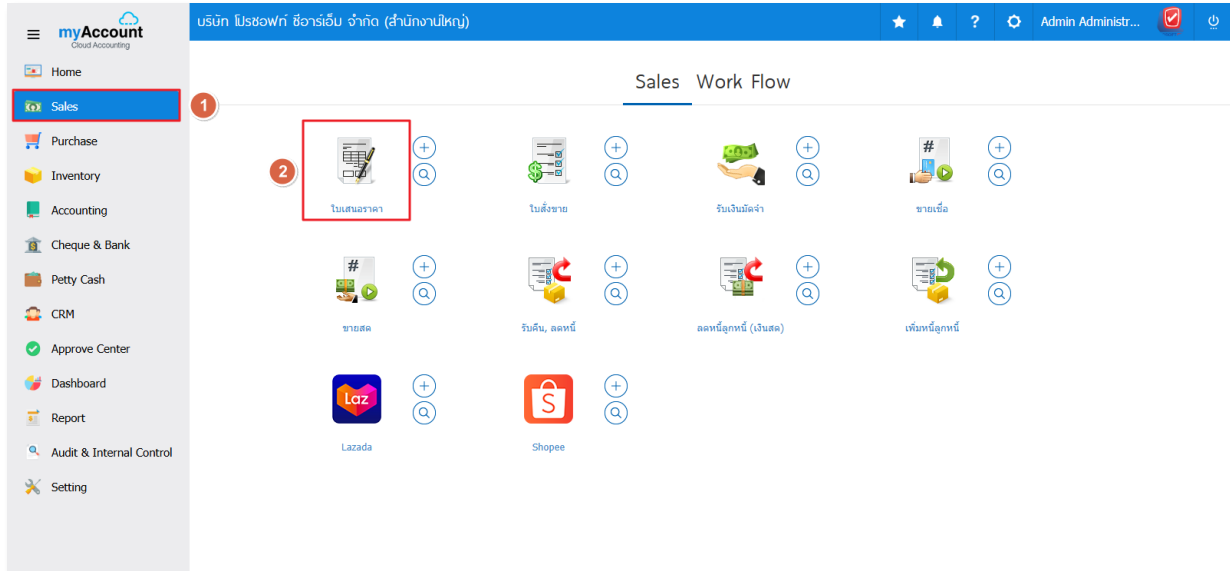 myAccount
Cloud Accounting
บริษัท โปรซอฟท์ ซีอาร์เอ็ม จำกัด (สำนักงานใหญ่)
?
Admin Administr...
Home
Sales
Purchase
Inventory
Accounting
Cheque & Bank
Petty Cash
CRM
Approve Center
Dashboard
Report
Audit & Internal Control
Setting
1
Sales Work Flow
2
ใบเสนอราคา
$
ใบสั่งขาย
รับเงินมัดจำ
#
ขายเชื่อ
#
ขายสด
รับคืน, ลดหนี้
ลดหนี้ลูกหนี้ (เงินสด)
เพิ่มหนี้ลูกหนี้
Laz
Lazada
S
Shopee